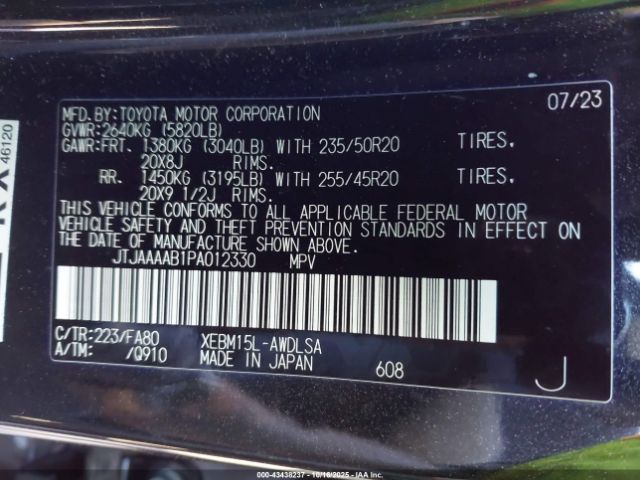 MFD.BY:TOYOTA MOTOR CORPORATION 07/23
GVWR:2640KG (5820LB)
GAWR:FRT. 1380KG (3040LB) WITH 235/50R20 TIRES.
20X8J RIMS.
RR. 1450KG (3195LB) WITH 255/45R20 TIRES.
20X9 1/2J RIMS.
THIS VEHICLE CONFORMS TO ALL APPLICABLE FEDERAL MOTOR
VEHICLE SAFETY AND THEFT PREVENTION STANDARDS IN EFFECT ON
THE DATE OF MANUFACTURE SHOWN ABOVE.
JTJAAAAB1PA012330 MPV
C/TR:223/FA80 XEBM15L-AWDLSA
A/TM: /Q910 MADE IN JAPAN 608
J
46120
000-43438237 - 10/16/2025 - IAAI.COM